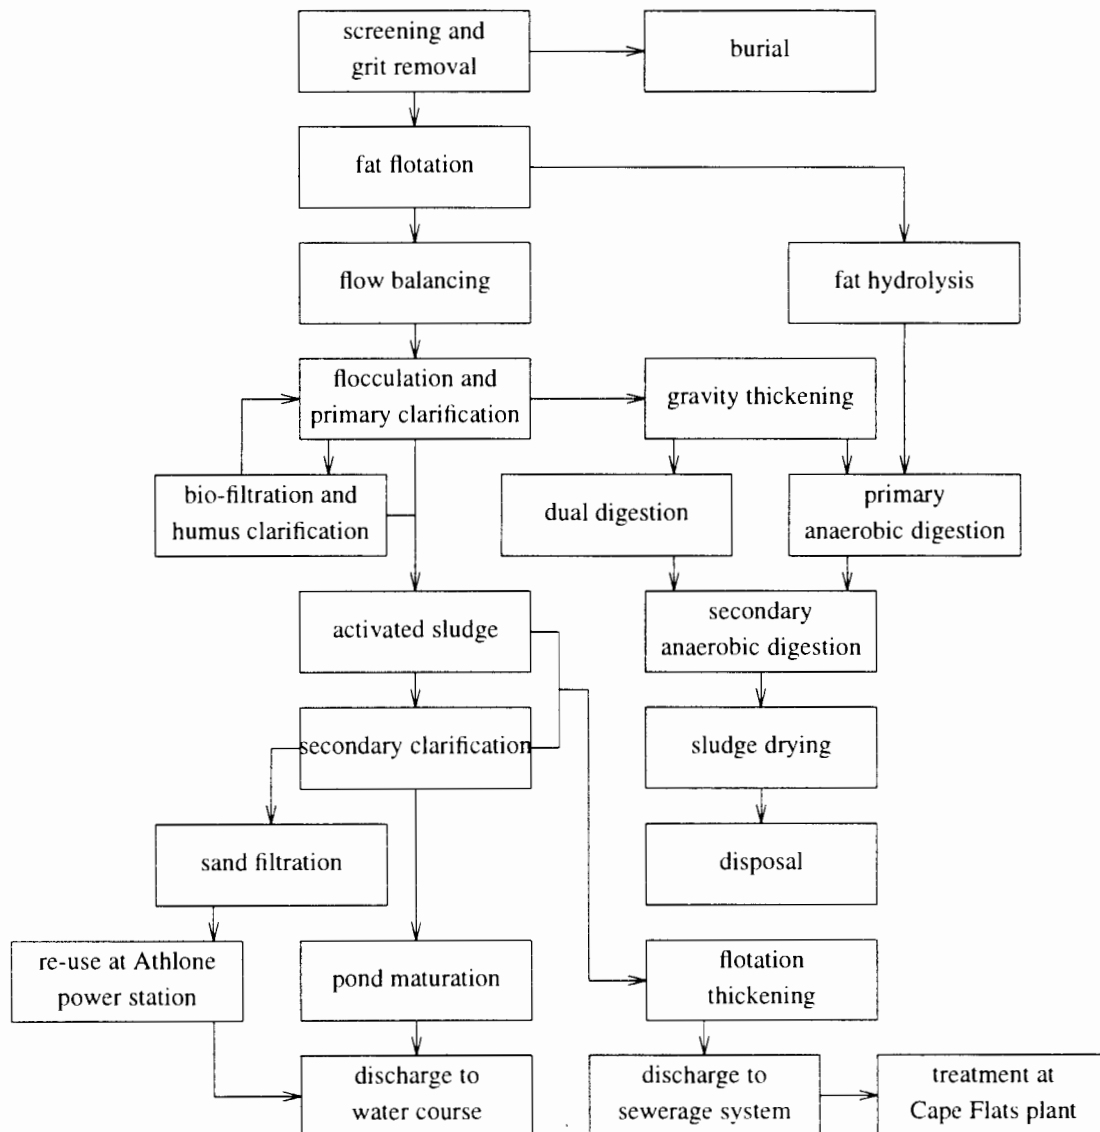 screening and
grit removal
burial
fat flotation
flow balancing
fat hydrolysis
flocculation and
primary clarification
gravity thickening
bio-filtration and
humus clarification
dual digestion
primary
anaerobic digestion
activated sludge
secondary
anaerobic digestion
secondary clarification
sludge drying
sand filtration
disposal
re-use at Athlone
power station
pond maturation
flotation
thickening
discharge to
water course
discharge to
sewerage system
treatment at
Cape Flats plant